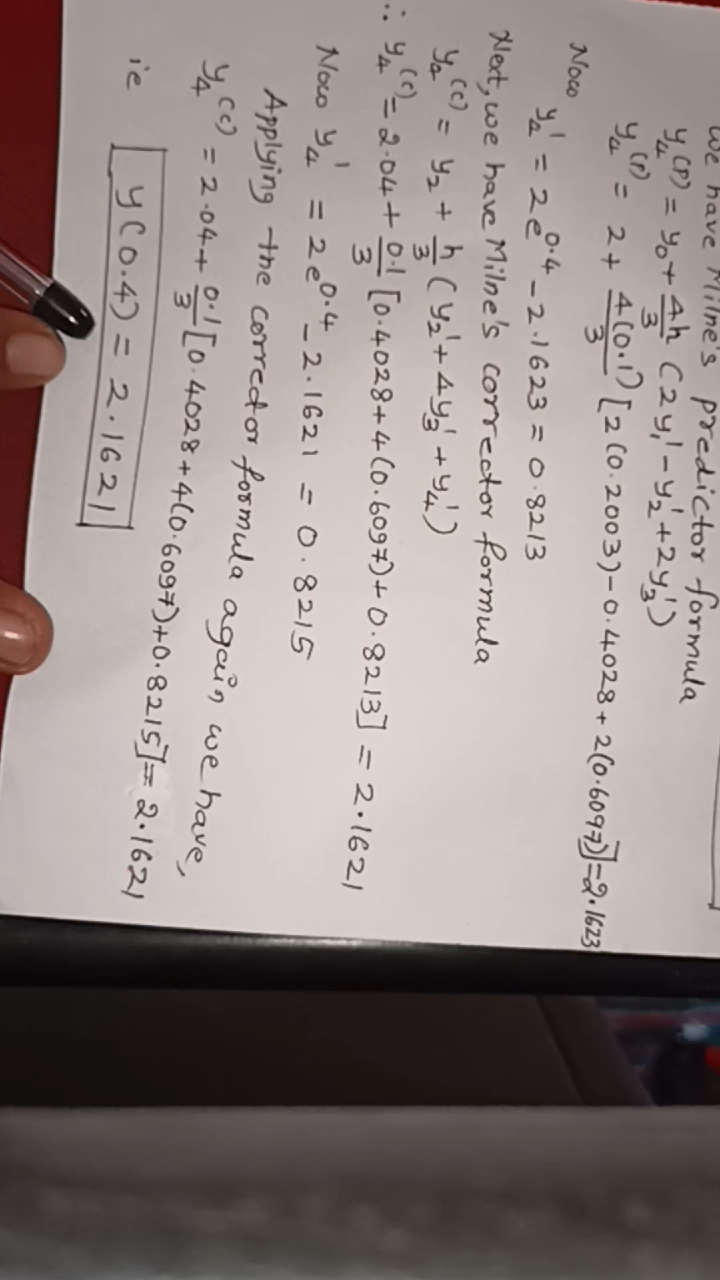 We have Milne's predictor formula
y₄⁽ᴾ⁾ = y₀ + 4h/3 (2y₁' - y₂' + 2y₃')
y₄⁽ᴾ⁾ = 2 + 4(0.1)/3 [2(0.2003) - 0.4028 + 2(0.6097)] = 2.1623
Now
y₄' = 2e^0.4 - 2.1623 = 0.8213
Next, we have Milne's corrector formula
y₄⁽ᶜ⁾ = y₂ + h/3 (y₂' + 4y₃' + y₄')
∴ y₄⁽ᶜ⁾ = 2.04 + 0.1/3 [0.4028 + 4(0.6097) + 0.8213] = 2.1621
Now y₄' = 2e^0.4 - 2.1621 = 0.8215
Applying the corrector formula again, we have,
y₄⁽ᶜ⁾ = 2.04 + 0.1/3 [0.4028 + 4(0.6097) + 0.8215] = 2.1621
ie y(0.4) = 2.1621